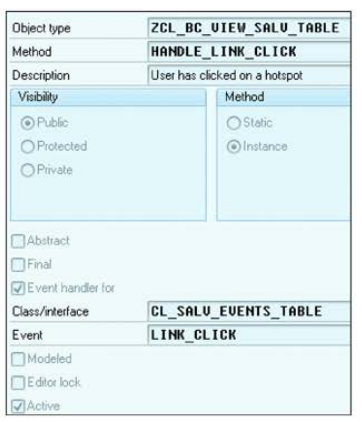 Object type ZCL_BC_VIEW_SALV_TABLE
Method HANDLE_LINK_CLICK
Description User has clicked on a hotspot
Visibility Method
Public Static
Protected Instance
Private
Abstract
Final
Event handler for
Class/interface CL_SALV_EVENTS_TABLE
Event LINK_CLICK
Modeled
Editor lock
Active